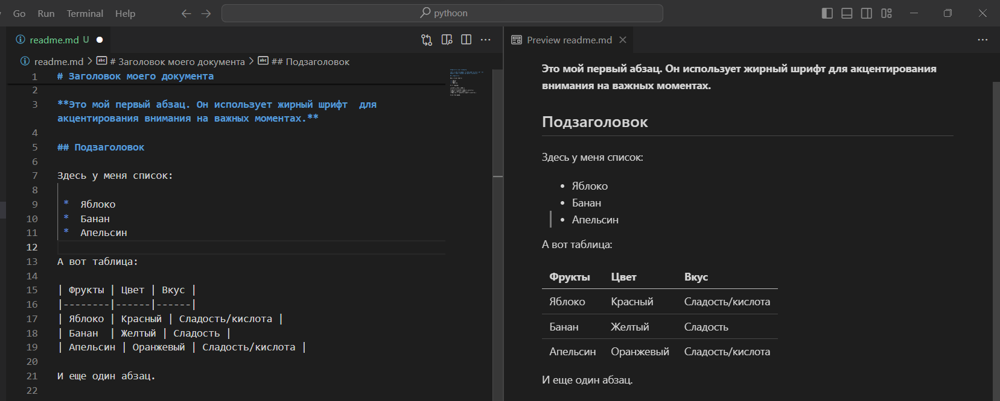 Go Run Terminal Help pythoon
readme.md U
readme.md > # Заголовок моего документа > ## Подзаголовок
1 # Заголовок моего документа
2
3 **Это мой первый абзац. Он использует жирный шрифт  для
акцентирования внимания на важных моментах.**
4
5 ## Подзаголовок
6
7 Здесь у меня список:
8
9 *  Яблоко
10 *  Банан
11 *  Апельсин
12
13 А вот таблица:
14
15 | Фрукты | Цвет | Вкус |
16 |--------|------|------|
17 | Яблоко | Красный | Сладость/кислота |
18 | Банан  | Желтый | Сладость |
19 | Апельсин | Оранжевый | Сладость/кислота |
20
21 И еще один абзац.
22
Preview readme.md
Это мой первый абзац. Он использует жирный шрифт для акцентирования
внимания на важных моментах.
Подзаголовок
Здесь у меня список:
• Яблоко
• Банан
• Апельсин
А вот таблица:
Фрукты Цвет Вкус
Яблоко Красный Сладость/кислота
Банан Желтый Сладость
Апельсин Оранжевый Сладость/кислота
И еще один абзац.